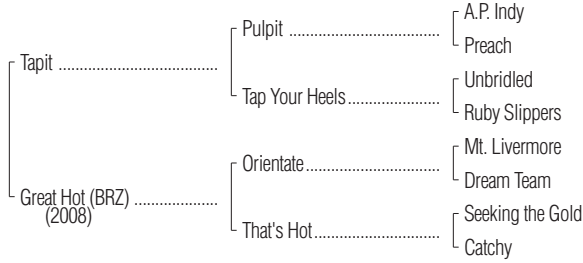 A.P. Indy
Pulpit
Preach
Tapit
Unbridled
Tap Your Heels
Ruby Slippers
Mt. Livermore
Orientate
Dream Team
Great Hot (BRZ)
(2008)
Seeking the Gold
That's Hot
Catchy